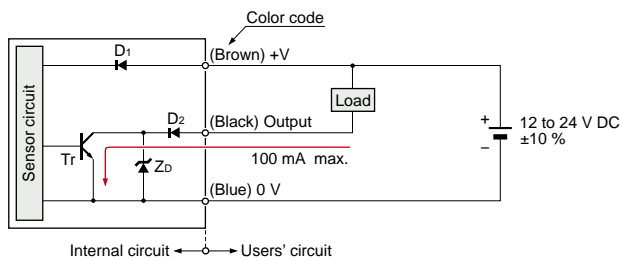 Color code
(Brown) +V
D1
Sensor circuit
Load
D2
(Black) Output
+
12 to 24 V DC
±10 %
−
Tr
ZD
100 mA max.
(Blue) 0 V
Internal circuit
Users' circuit